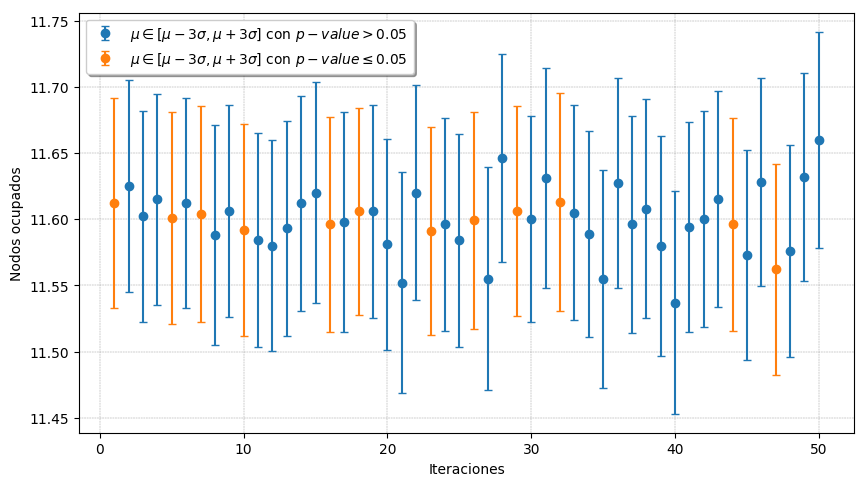 μ ∈ [μ − 3σ, μ + 3σ] con p − value > 0.05
μ ∈ [μ − 3σ, μ + 3σ] con p − value ≤ 0.05
Nodos ocupados
11.75
11.70
11.65
11.60
11.55
11.50
11.45
0 10 20 30 40 50
Iteraciones